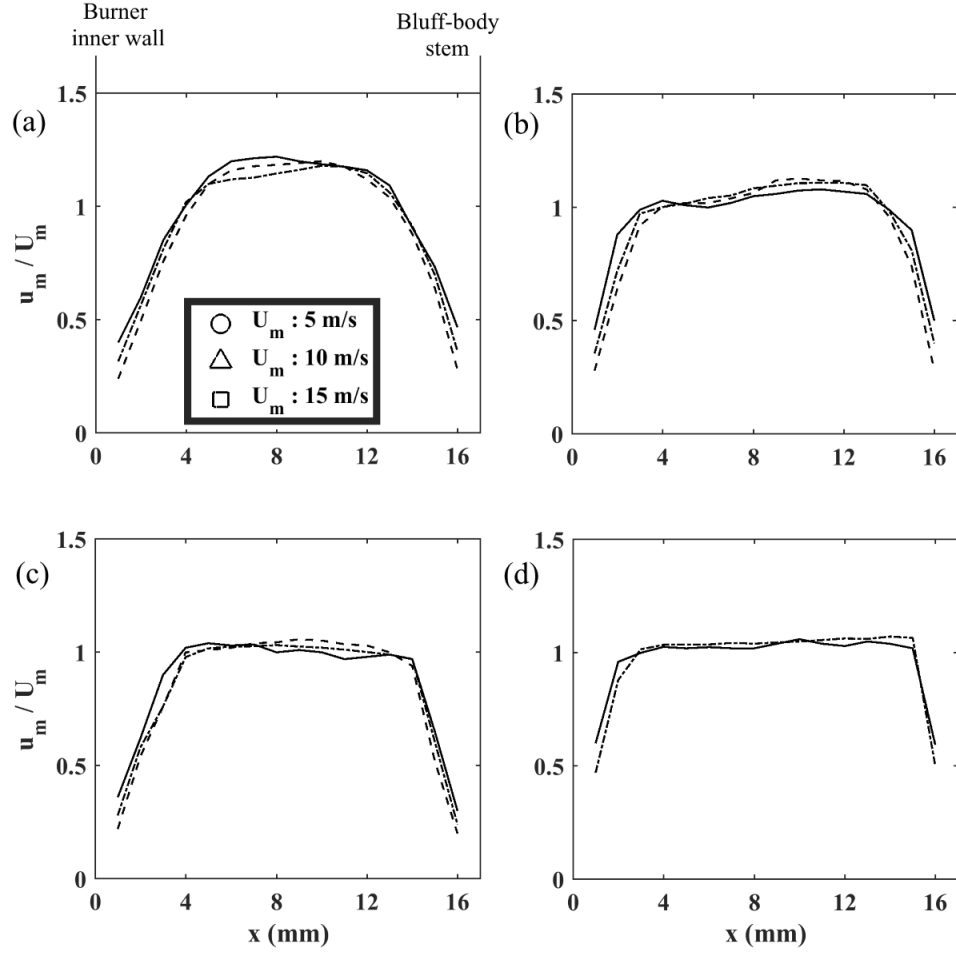 Burner
inner wall
Bluff-body
stem
(a)
1.5
1
0.5
0
u_m / U_m
U_m : 5 m/s
U_m : 10 m/s
U_m : 15 m/s
0 4 8 12 16
(b)
1.5
1
0.5
0
0 4 8 12 16
(c)
1.5
1
0.5
0
u_m / U_m
0 4 8 12 16
x (mm)
(d)
1.5
1
0.5
0
0 4 8 12 16
x (mm)